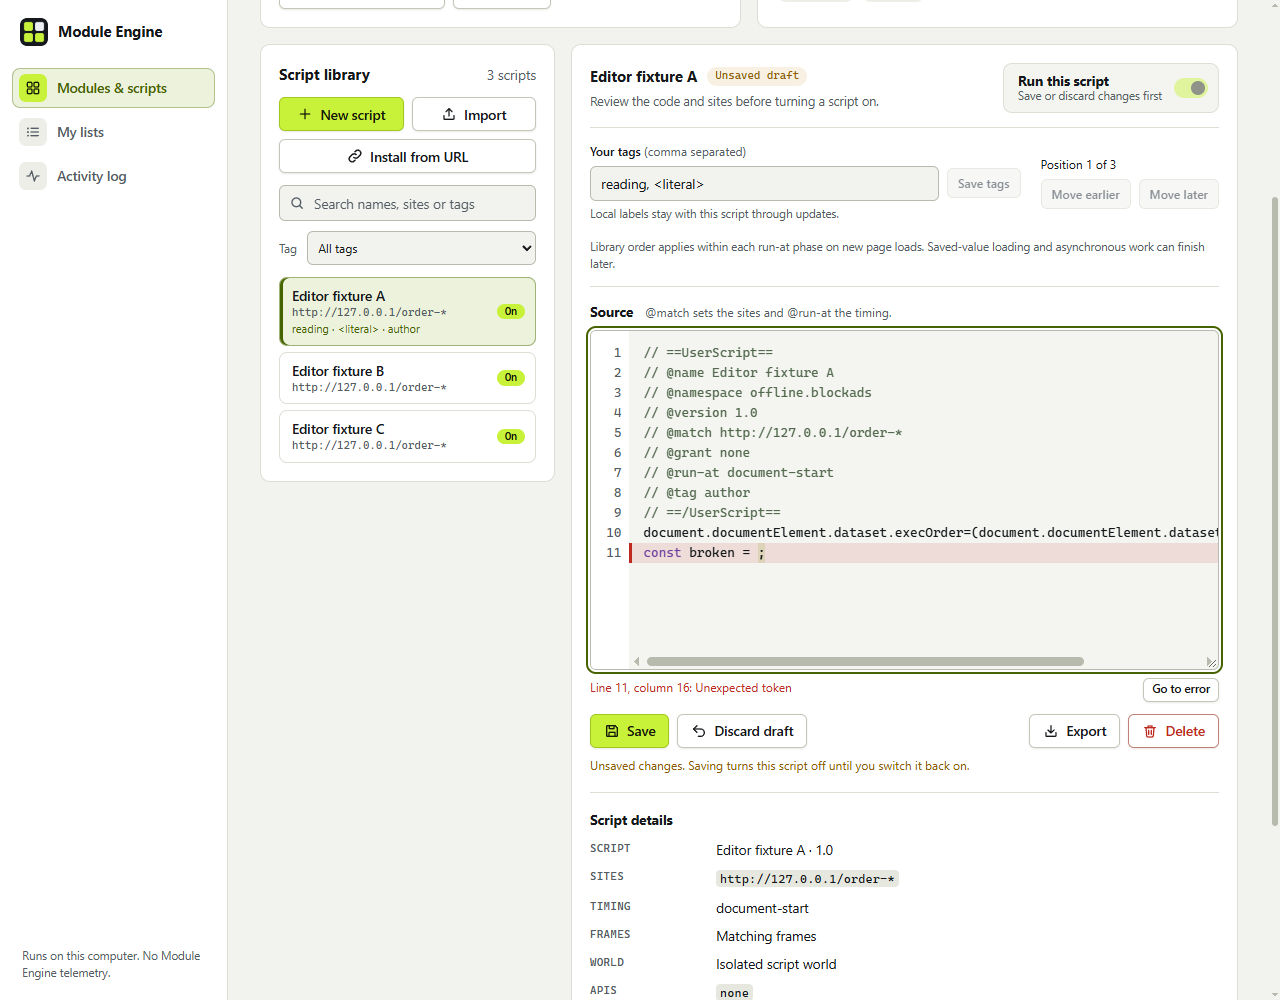 Module Engine
Modules & scripts
My lists
Activity log
Runs on this computer. No Module
Engine telemetry.
Script library
3 scripts
New script
Import
Install from URL
Search names, sites or tags
Tag
All tags
Editor fixture A
http://127.0.0.1/order-*
reading · <literal> · author
On
Editor fixture B
http://127.0.0.1/order-*
On
Editor fixture C
http://127.0.0.1/order-*
On
Editor fixture A
Unsaved draft
Review the code and sites before turning a script on.
Run this script
Save or discard changes first
Your tags (comma separated)
reading, <literal>
Save tags
Position 1 of 3
Move earlier
Move later
Local labels stay with this script through updates.
Library order applies within each run-at phase on new page loads. Saved-value loading and asynchronous work can finish
later.
Source @match sets the sites and @run-at the timing.
1 // ==UserScript==
2 // @name Editor fixture A
3 // @namespace offline.blockads
4 // @version 1.0
5 // @match http://127.0.0.1/order-*
6 // @grant none
7 // @run-at document-start
8 // @tag author
9 // ==/UserScript==
10 document.documentElement.dataset.execOrder=(document.documentElement.dataset
11 const broken = ;
Line 11, column 16: Unexpected token
Go to error
Save
Discard draft
Export
Delete
Unsaved changes. Saving turns this script off until you switch it back on.
Script details
SCRIPT Editor fixture A · 1.0
SITES http://127.0.0.1/order-*
TIMING document-start
FRAMES Matching frames
WORLD Isolated script world
APIS none